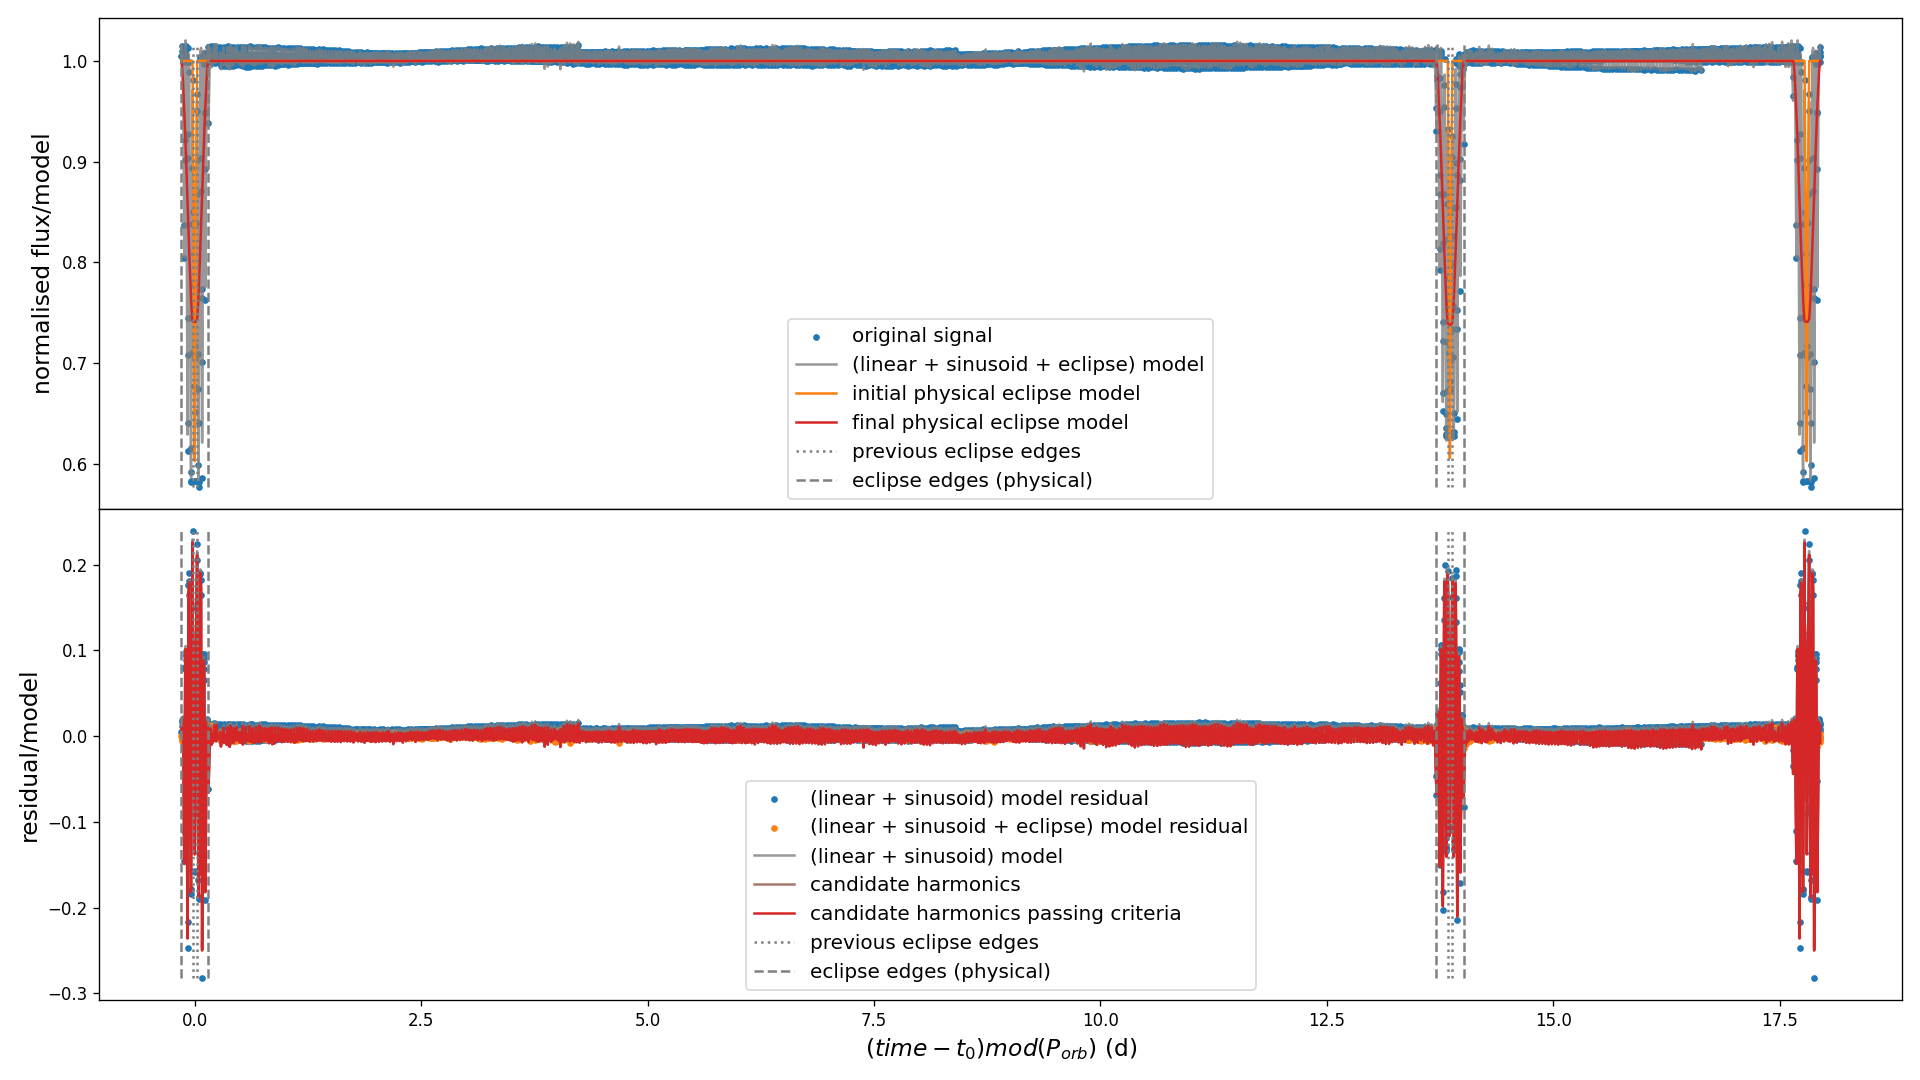 normalised flux/model
1.0
0.9
0.8
0.7
0.6
original signal
(linear + sinusoid + eclipse) model
initial physical eclipse model
final physical eclipse model
previous eclipse edges
eclipse edges (physical)
residual/model
0.2
0.1
0.0
−0.1
−0.2
−0.3
(linear + sinusoid) model residual
(linear + sinusoid + eclipse) model residual
(linear + sinusoid) model
candidate harmonics
candidate harmonics passing criteria
previous eclipse edges
eclipse edges (physical)
0.0 2.5 5.0 7.5 10.0 12.5 15.0 17.5
(time − t₀)mod(P_orb) (d)